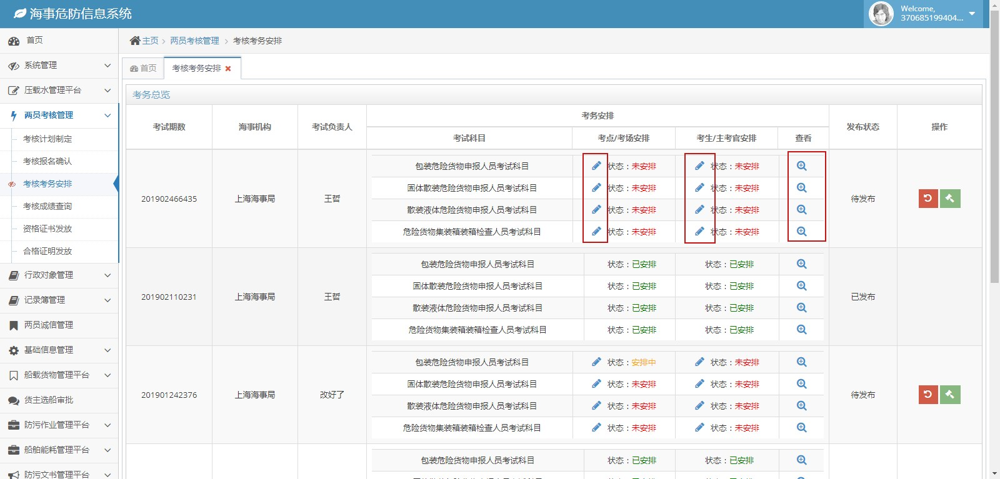 海事危防信息系统
Welcome,
370685199404...
首页
系统管理
压载水管理平台
两员考核管理
考核计划制定
考核报名确认
考核考务安排
考核成绩查询
资格证书发放
合格证明发放
行政对象管理
记录簿管理
两员诚信管理
基础信息管理
船载货物管理平台
货主选船审批
防污作业管理平台
船舶能耗管理平台
防污文书管理平台
主页 > 两员考核管理 > 考核考务安排
首页 考核考务安排
考务总览
考试期数 海事机构 考试负责人 考务安排 发布状态 操作
考试科目 考点/考场安排 考生/主考官安排 查看
201902466435 上海海事局 王哲 待发布
包装危险货物申报人员考试科目 状态：未安排 状态：未安排
固体散装危险货物申报人员考试科目 状态：未安排 状态：未安排
散装液体危险货物申报人员考试科目 状态：未安排 状态：未安排
危险货物集装箱装箱检查人员考试科目 状态：未安排 状态：未安排
201902110231 上海海事局 王哲 已发布
包装危险货物申报人员考试科目 状态：已安排 状态：已安排
固体散装危险货物申报人员考试科目 状态：已安排 状态：已安排
散装液体危险货物申报人员考试科目 状态：已安排 状态：已安排
危险货物集装箱装箱检查人员考试科目 状态：已安排 状态：已安排
201901242376 上海海事局 改好了 待发布
包装危险货物申报人员考试科目 状态：安排中 状态：未安排
固体散装危险货物申报人员考试科目 状态：未安排 状态：未安排
散装液体危险货物申报人员考试科目 状态：未安排 状态：未安排
危险货物集装箱装箱检查人员考试科目 状态：未安排 状态：未安排
包装危险货物申报人员考试科目 状态：已安排 状态：已安排